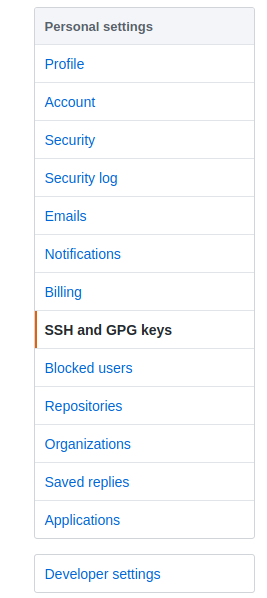 Personal settings
Profile
Account
Security
Security log
Emails
Notifications
Billing
SSH and GPG keys
Blocked users
Repositories
Organizations
Saved replies
Applications
Developer settings